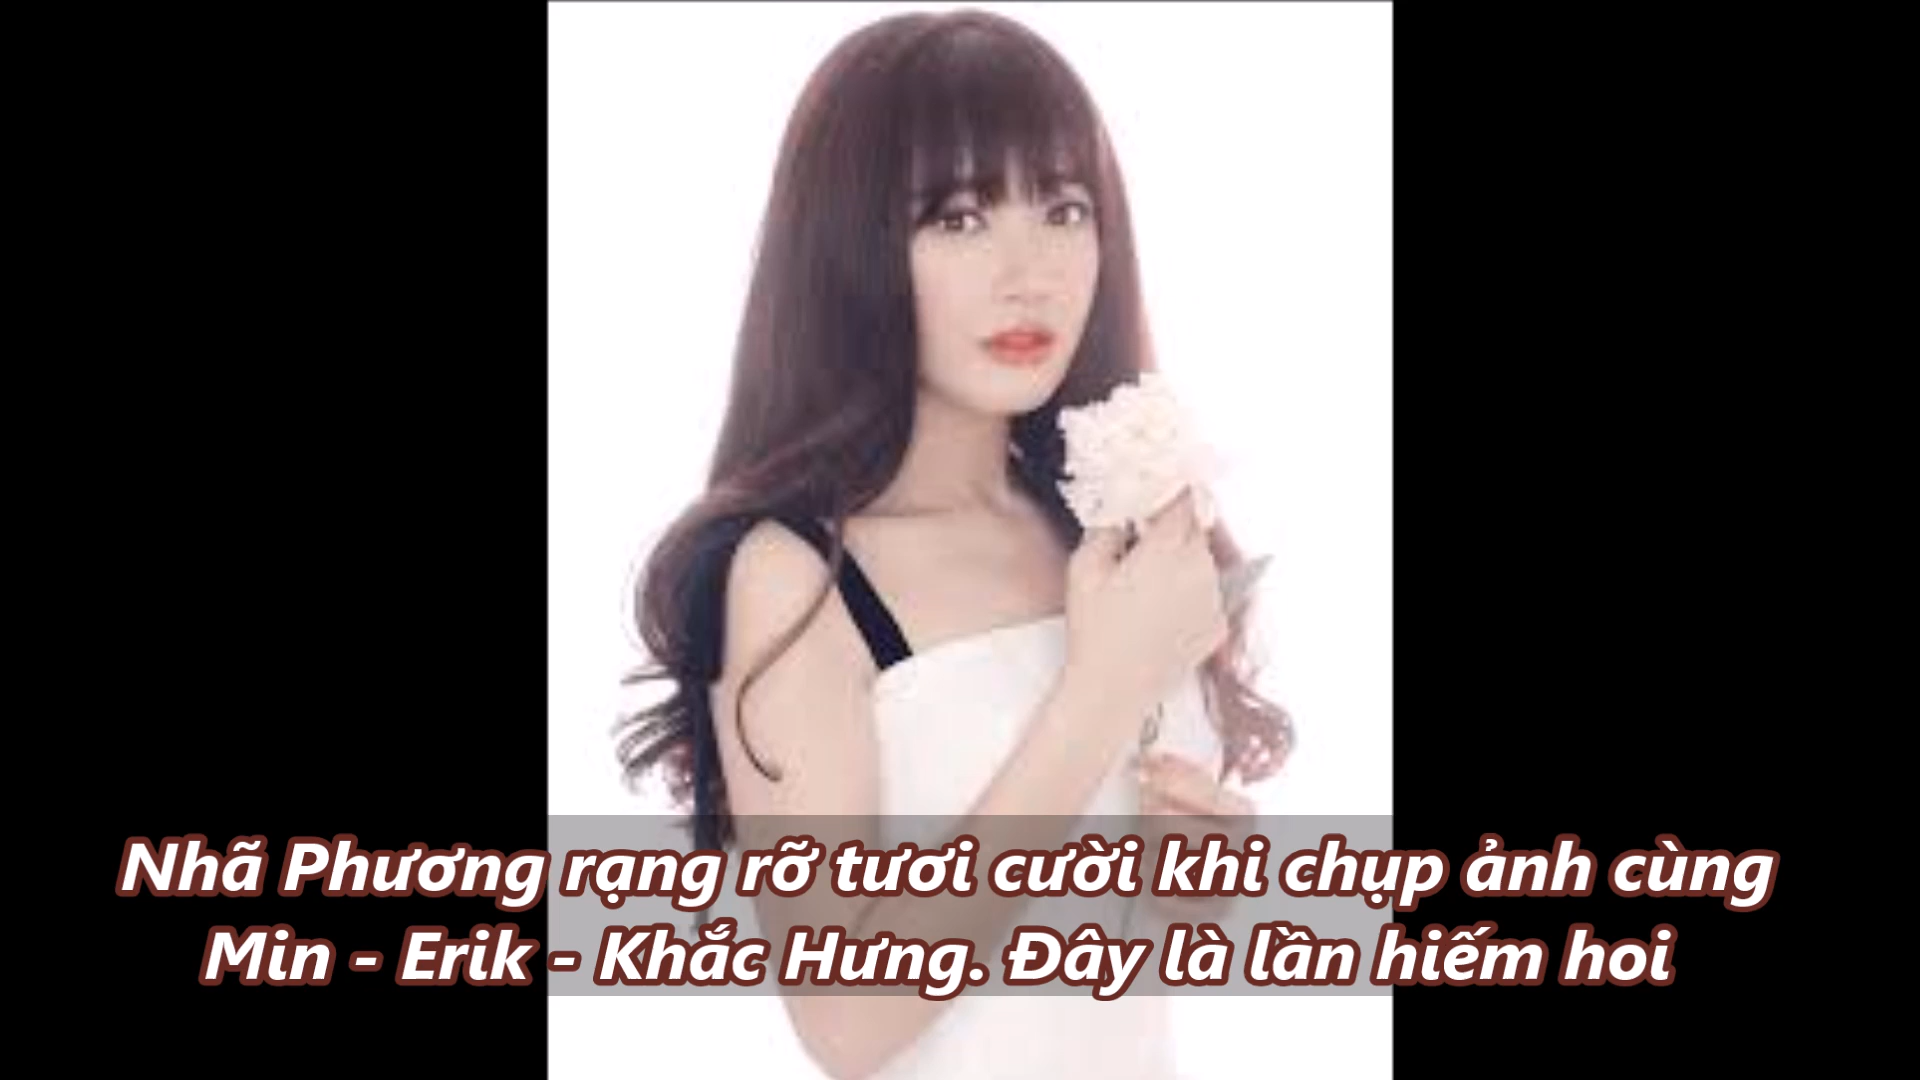 Nhã Phương rạng rỡ tươi cười khi chụp ảnh cùng
Min - Erik - Khắc Hưng. Đây là lần hiếm hoi